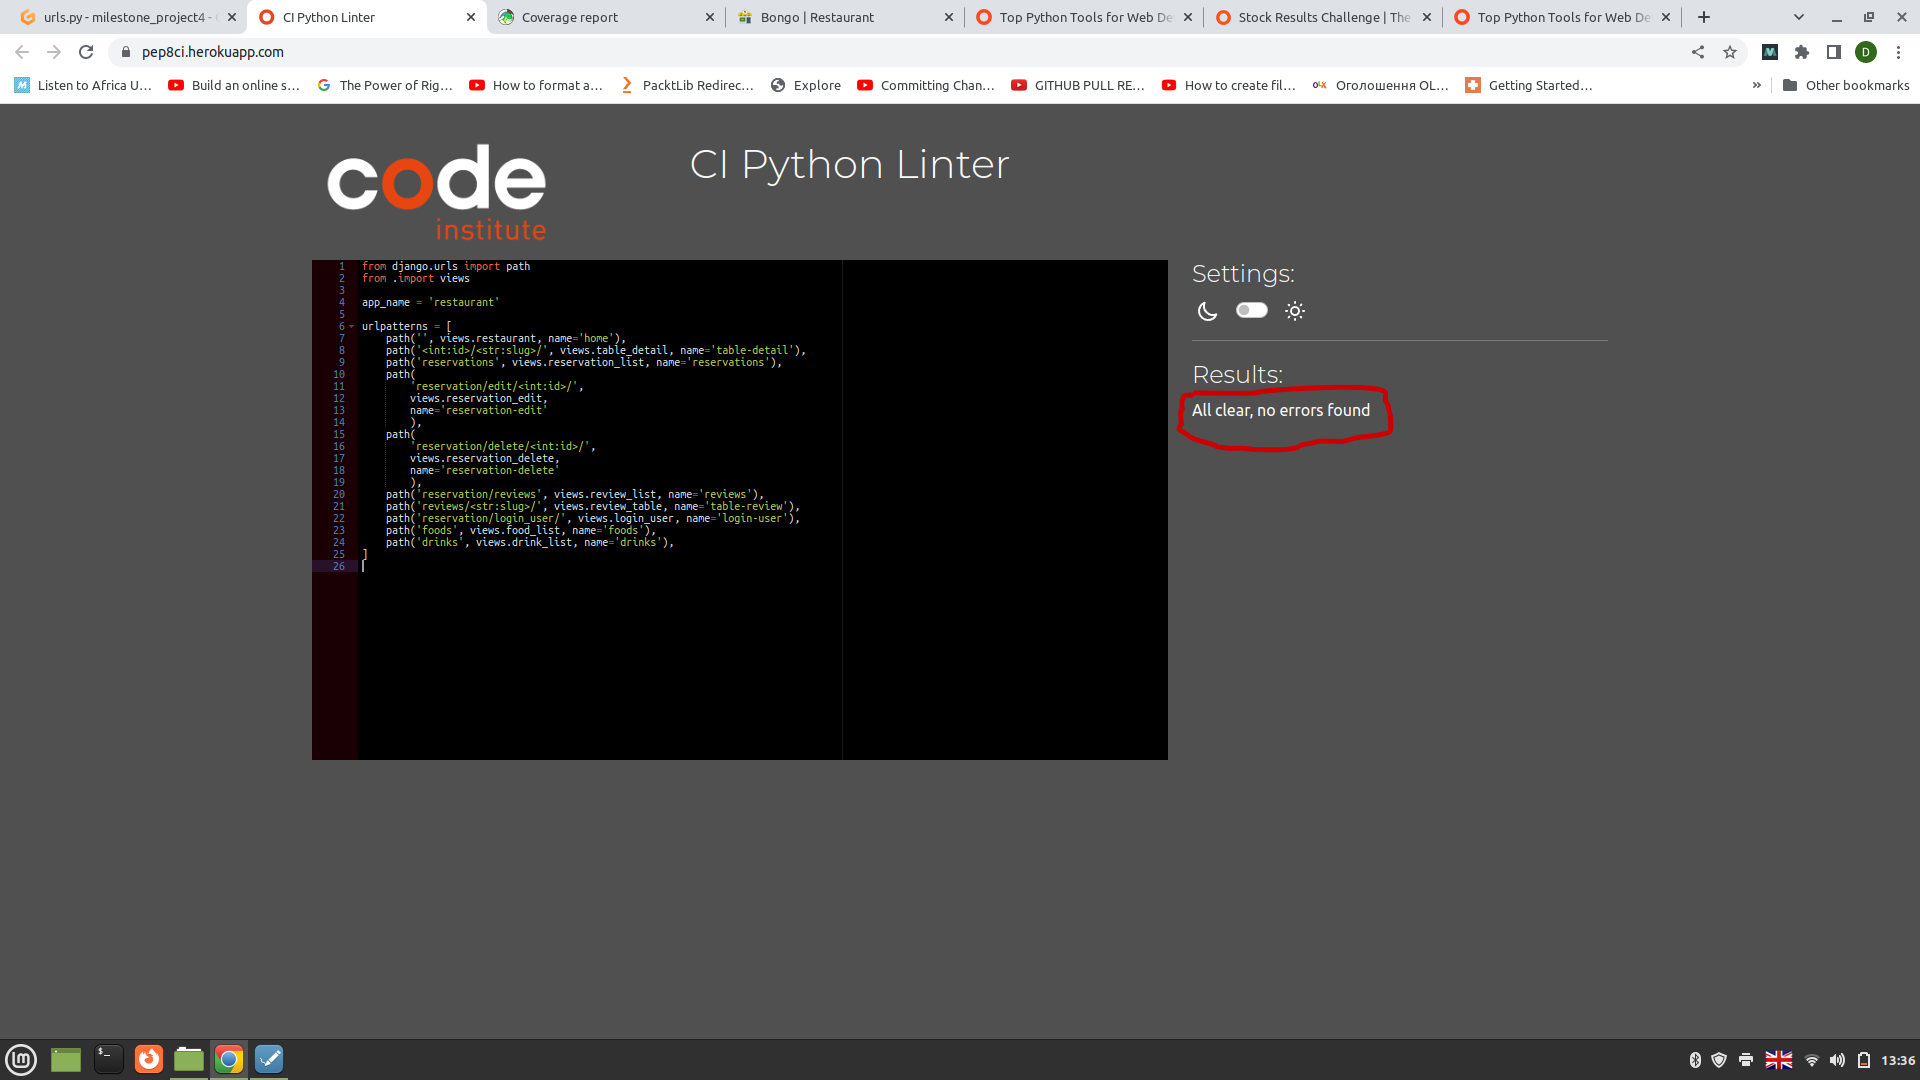 urls.py - milestone_project4 -
CI Python Linter
Coverage report
Bongo | Restaurant
Top Python Tools for Web De
Stock Results Challenge | The
Top Python Tools for Web De
pep8ci.herokuapp.com
D
Listen to Africa U...
Build an online s...
The Power of Rig...
How to format a...
PacktLib Redirec...
Explore
Committing Chan...
GITHUB PULL RE...
How to create fil...
OLX
Оголошення OL...
Getting Started...
»
Other bookmarks
code
institute
CI Python Linter
1 from django.urls import path
2 from .import views
3
4 app_name = 'restaurant'
5
6 urlpatterns = [
7 path('', views.restaurant, name='home'),
8 path('<int:id>/<str:slug>/', views.table_detail, name='table-detail'),
9 path('reservations', views.reservation_list, name='reservations'),
10 path(
11 'reservation/edit/<int:id>/',
12 views.reservation_edit,
13 name='reservation-edit'
14 ),
15 path(
16 'reservation/delete/<int:id>/',
17 views.reservation_delete,
18 name='reservation-delete'
19 ),
20 path('reservation/reviews', views.review_list, name='reviews'),
21 path('reviews/<str:slug>/', views.review_table, name='table-review'),
22 path('reservation/login_user/', views.login_user, name='login-user'),
23 path('foods', views.food_list, name='foods'),
24 path('drinks', views.drink_list, name='drinks'),
25 ]
26
Settings:
Results:
All clear, no errors found
13:36